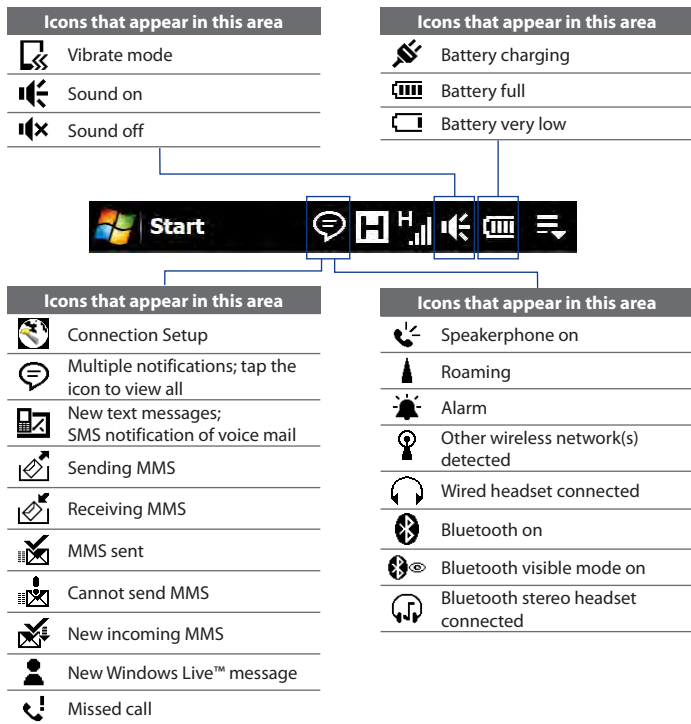 Icons that appear in this area
Vibrate mode
Sound on
Sound off
Icons that appear in this area
Battery charging
Battery full
Battery very low
Start
H
H
Icons that appear in this area
Connection Setup
Multiple notifications; tap the
icon to view all
New text messages;
SMS notification of voice mail
Sending MMS
Receiving MMS
MMS sent
Cannot send MMS
New incoming MMS
New Windows Live™ message
Missed call
Icons that appear in this area
Speakerphone on
Roaming
Alarm
Other wireless network(s)
detected
Wired headset connected
Bluetooth on
Bluetooth visible mode on
Bluetooth stereo headset
connected